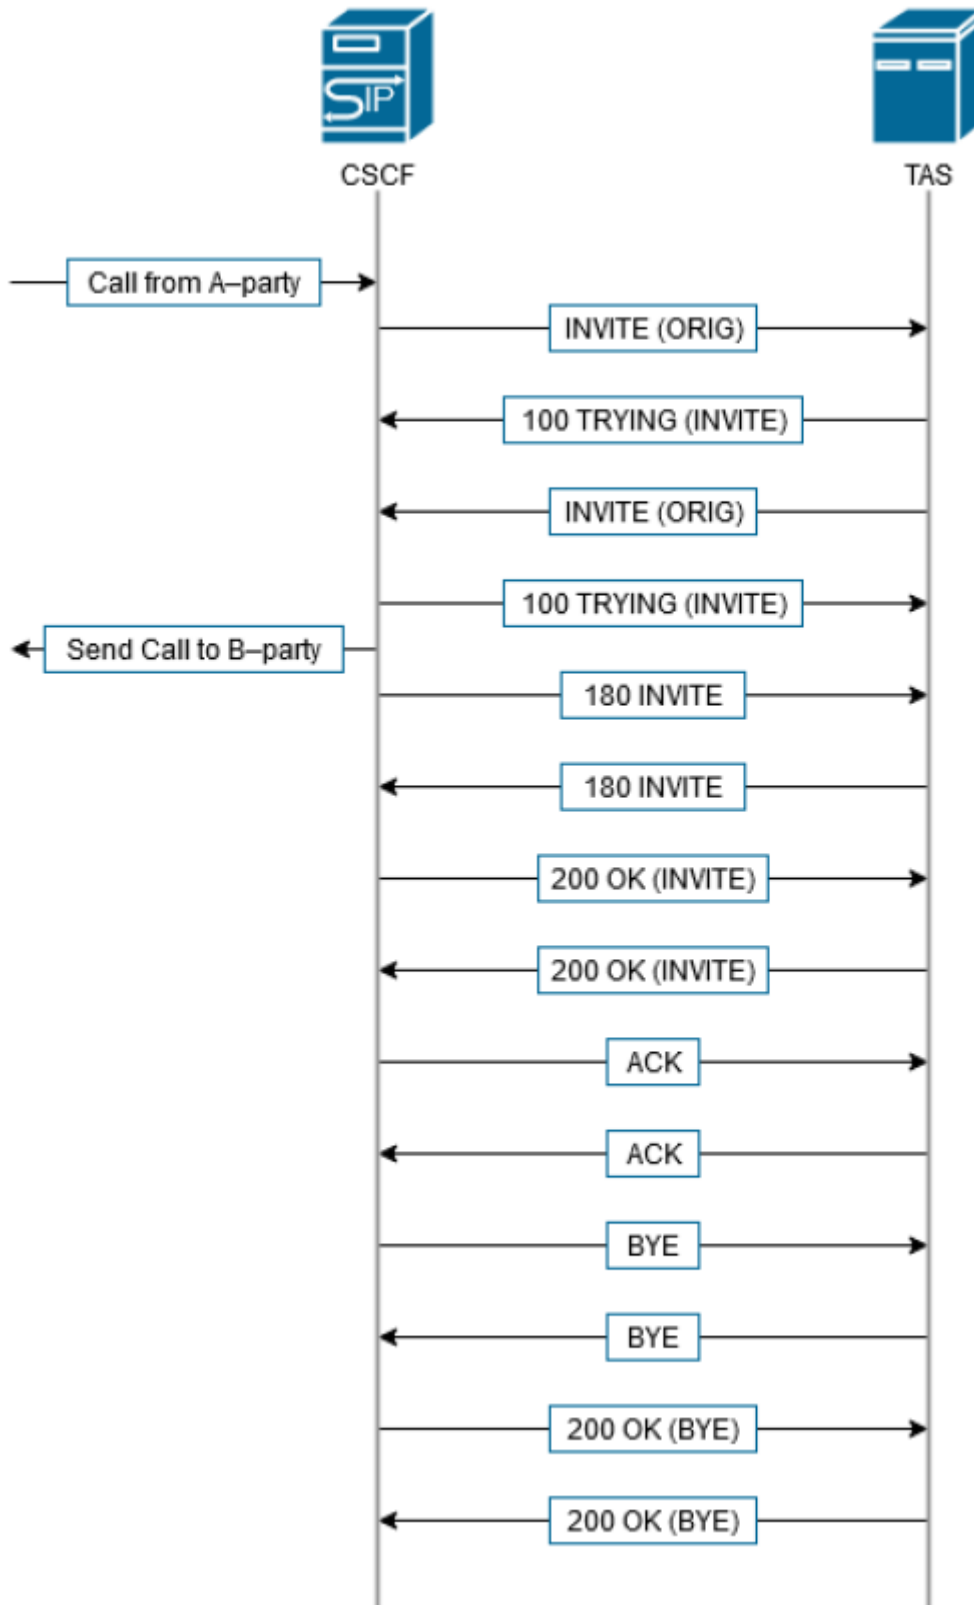 SIP
CSCF
TAS
Call from A–party
INVITE (ORIG)
100 TRYING (INVITE)
INVITE (ORIG)
100 TRYING (INVITE)
Send Call to B–party
180 INVITE
180 INVITE
200 OK (INVITE)
200 OK (INVITE)
ACK
ACK
BYE
BYE
200 OK (BYE)
200 OK (BYE)